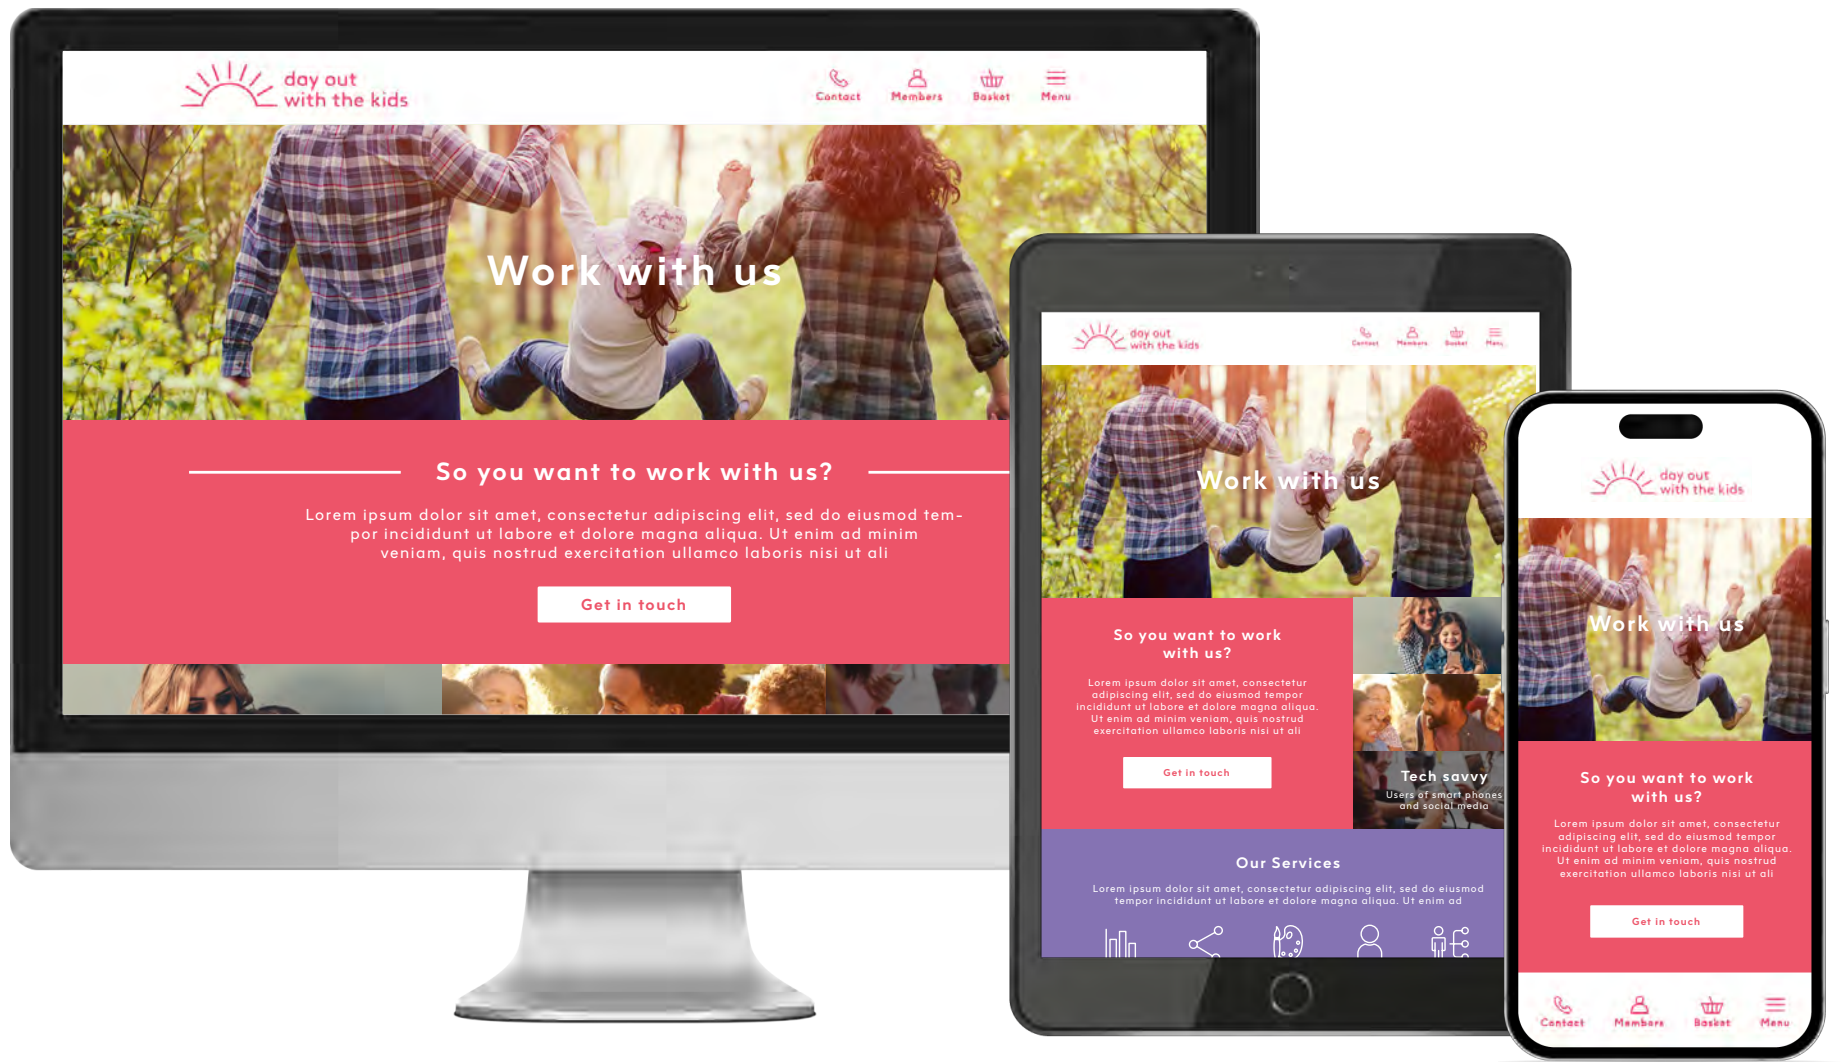 day out
with the kids
Contact
Members
Basket
Menu
Work with us
So you want to work with us?
Lorem ipsum dolor sit amet, consectetur adipiscing elit, sed do eiusmod tem-
por incididunt ut labore et dolore magna aliqua. Ut enim ad minim
veniam, quis nostrud exercitation ullamco laboris nisi ut ali
Get in touch
day out
with the kids
Contact
Members
Basket
Menu
Work with us
So you want to work
with us?
Lorem ipsum dolor sit amet, consectetur
adipiscing elit, sed do eiusmod tempor
incididunt ut labore et dolore magna aliqua.
Ut enim ad minim veniam, quis nostrud
exercitation ullamco laboris nisi ut ali
Get in touch
Tech savvy
Users of smart phones
and social media
Our Services
Lorem ipsum dolor sit amet, consectetur adipiscing elit, sed do eiusmod
tempor incididunt ut labore et dolore magna aliqua. Ut enim ad
day out
with the kids
Work with us
So you want to work
with us?
Lorem ipsum dolor sit amet, consectetur
adipiscing elit, sed do eiusmod tempor
incididunt ut labore et dolore magna aliqua.
Ut enim ad minim veniam, quis nostrud
exercitation ullamco laboris nisi ut ali
Get in touch
Contact
Members
Basket
Menu